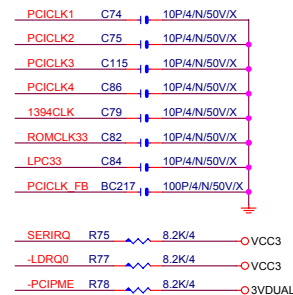 PCICLK1 C74 10P/4/N/50V/X
PCICLK2 C75 10P/4/N/50V/X
PCICLK3 C115 10P/4/N/50V/X
PCICLK4 C86 10P/4/N/50V/X
1394CLK C79 10P/4/N/50V/X
ROMCLK33 C82 10P/4/N/50V/X
LPC33 C84 10P/4/N/50V/X
PCICLK_FB BC217 100P/4/N/50V/X
SERIRQ R75 8.2K/4 VCC3
-LDRQ0 R77 8.2K/4 VCC3
-PCIPME R78 8.2K/4 3VDUAL